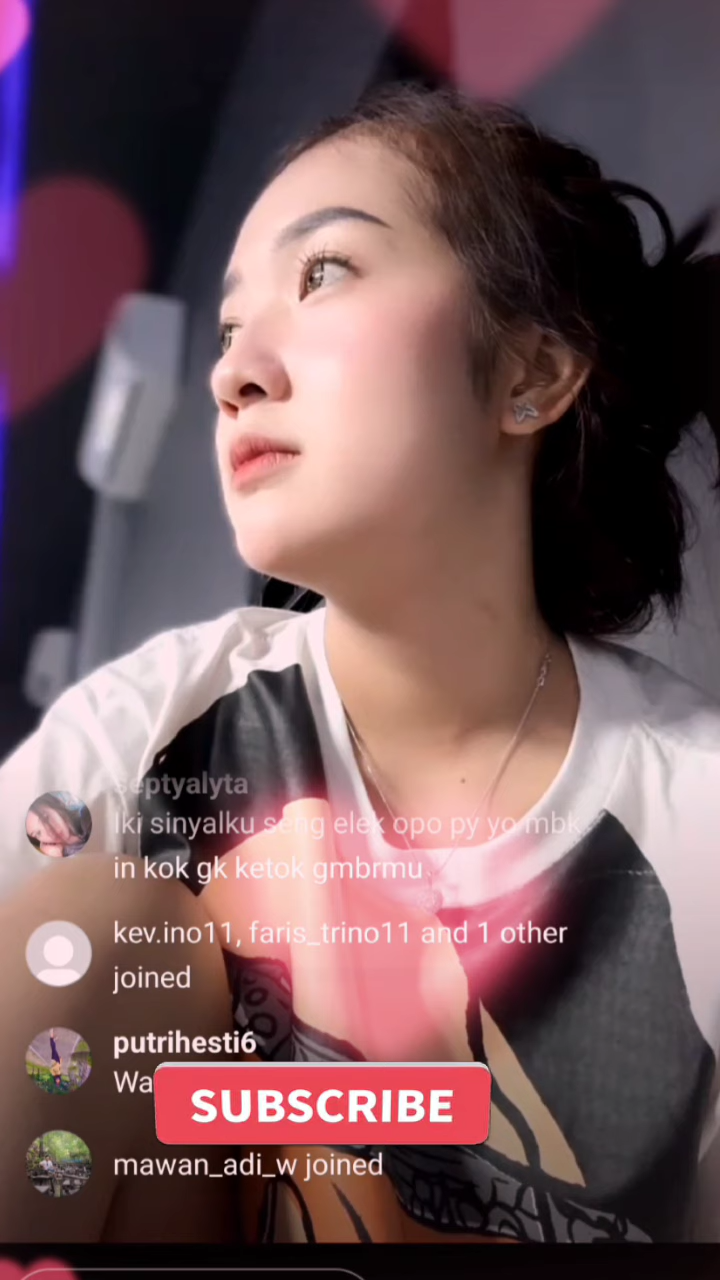 septyalyta
Iki sinyalku seng elek opo py yo mbk
in kok gk ketok gmbrmu
kev.ino11, faris_trino11 and 1 other
joined
putrihesti6
Wa
SUBSCRIBE
mawan_adi_w joined